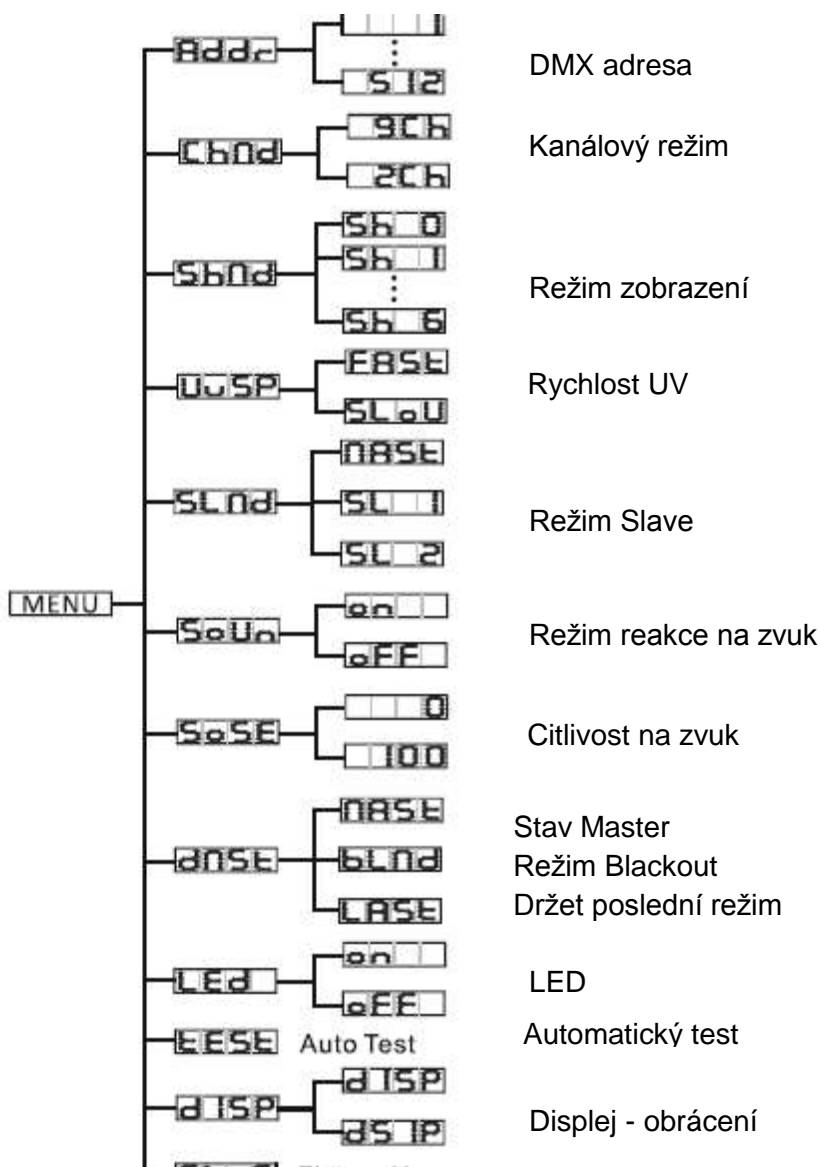 1
Addr
512
DMX adresa
9Ch
ChMd
Kanálový režim
2Ch
Sh 0
Sh 1
ShMd
Režim zobrazení
Sh 6
FASt
UvSP
Rychlost UV
SLoU
MASt
SLMd
SL 1
Režim Slave
SL 2
MENU
on
SoUn
Režim reakce na zvuk
oFF
0
SoSE
Citlivost na zvuk
100
MASt
Stav Master
dMSt
bLMd
Režim Blackout
LASt
Držet poslední režim
on
LEd
LED
oFF
tESt
Auto Test
Automatický test
dISP
dISP
Displej - obrácení
dSIP